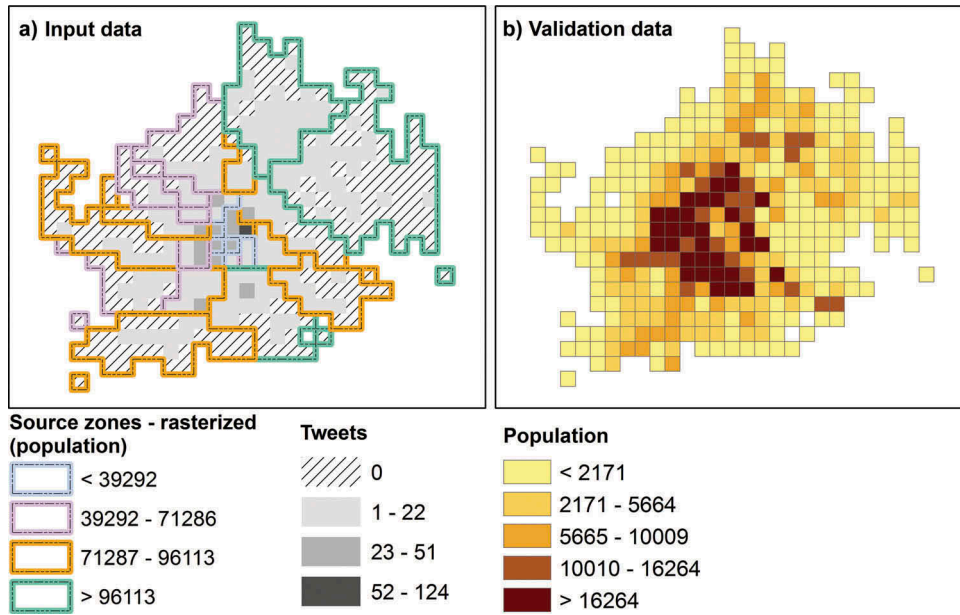 a) Input data
b) Validation data
Source zones - rasterized
(population)
< 39292
39292 - 71286
71287 - 96113
> 96113
Tweets
0
1 - 22
23 - 51
52 - 124
Population
< 2171
2171 - 5664
5665 - 10009
10010 - 16264
> 16264